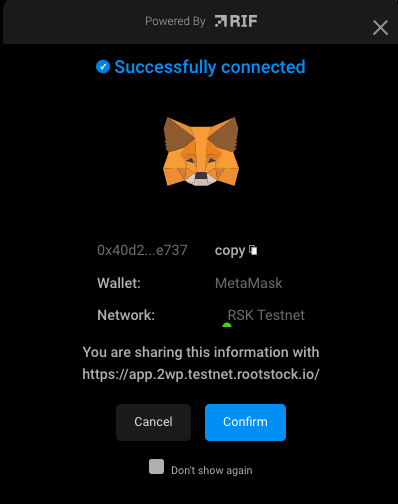 Powered By RIF
Successfully connected
0x40d2...e737 copy
Wallet: MetaMask
Network: RSK Testnet
You are sharing this information with
https://app.2wp.testnet.rootstock.io/
Cancel Confirm
Don't show again